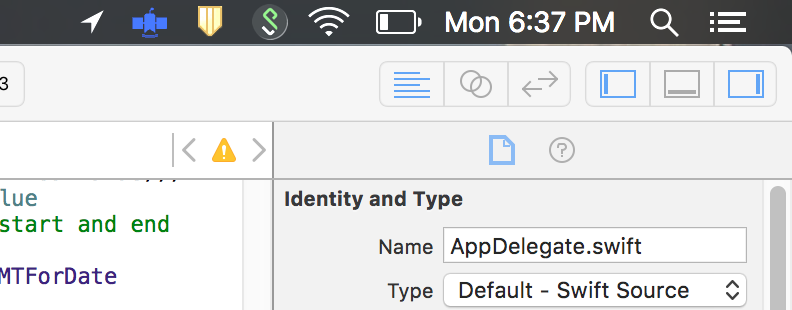 Mon 6:37 PM
3
lue
start and end
MTForDate
Identity and Type
Name AppDelegate.swift
Type Default - Swift Source